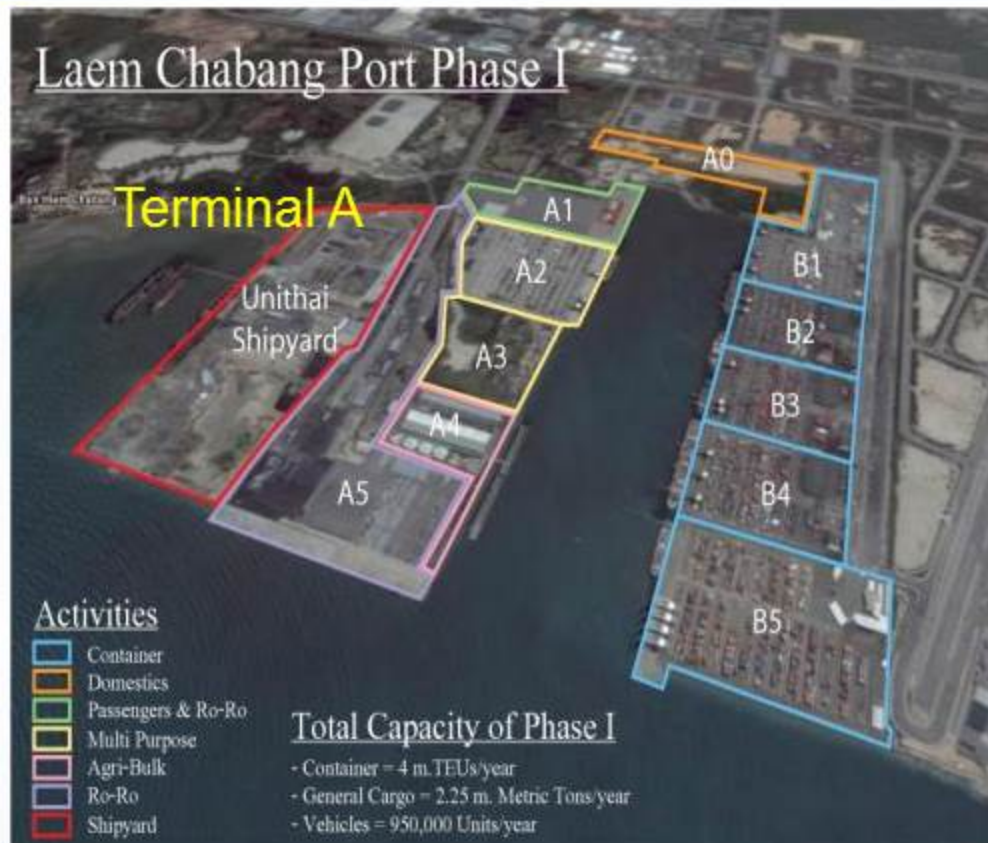 Laem Chabang Port Phase I
Terminal A
A0
A1
A2
A3
A4
A5
Unithai
Shipyard
B1
B2
B3
B4
B5
Activities
Container
Domestics
Passengers & Ro-Ro
Multi Purpose
Agri-Bulk
Ro-Ro
Shipyard
Total Capacity of Phase I
- Container = 4 m.TEUs/year
- General Cargo = 2.25 m. Metric Tons/year
- Vehicles = 950,000 Units/year